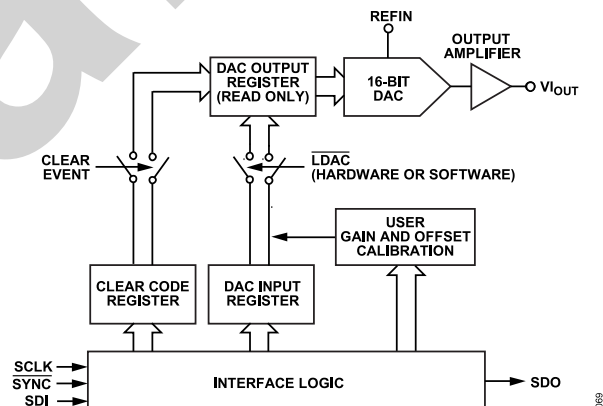 REFIN
OUTPUT
AMPLIFIER
DAC OUTPUT
REGISTER
(READ ONLY)
16-BIT
DAC
VIOUT
CLEAR
EVENT
LDAC
(HARDWARE OR SOFTWARE)
USER
GAIN AND OFFSET
CALIBRATION
CLEAR CODE
REGISTER
DAC INPUT
REGISTER
SCLK
SYNC
SDI
INTERFACE LOGIC
SDO
069